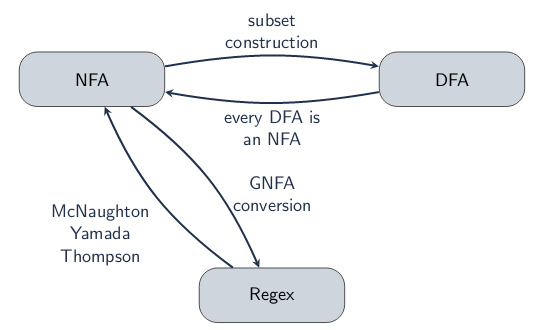 subset
construction
NFA
DFA
every DFA is
an NFA
GNFA
conversion
McNaughton
Yamada
Thompson
Regex